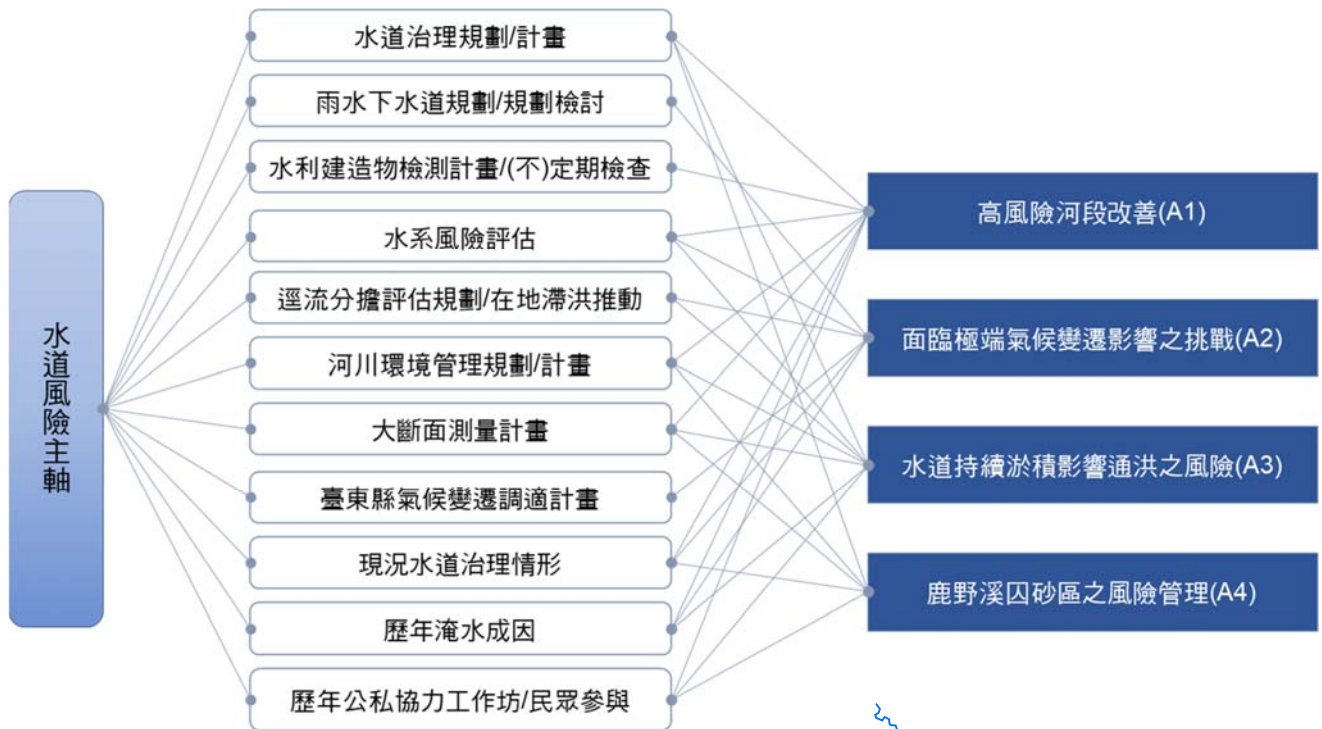 水道風險主軸
水道治理規劃/計畫
雨水下水道規劃/規劃檢討
水利建造物檢測計畫/(不)定期檢查
水系風險評估
逕流分擔評估規劃/在地滯洪推動
河川環境管理規劃/計畫
大斷面測量計畫
臺東縣氣候變遷調適計畫
現況水道治理情形
歷年淹水成因
歷年公私協力工作坊/民眾參與
高風險河段改善(A1)
面臨極端氣候變遷影響之挑戰(A2)
水道持續淤積影響通洪之風險(A3)
鹿野溪囚砂區之風險管理(A4)